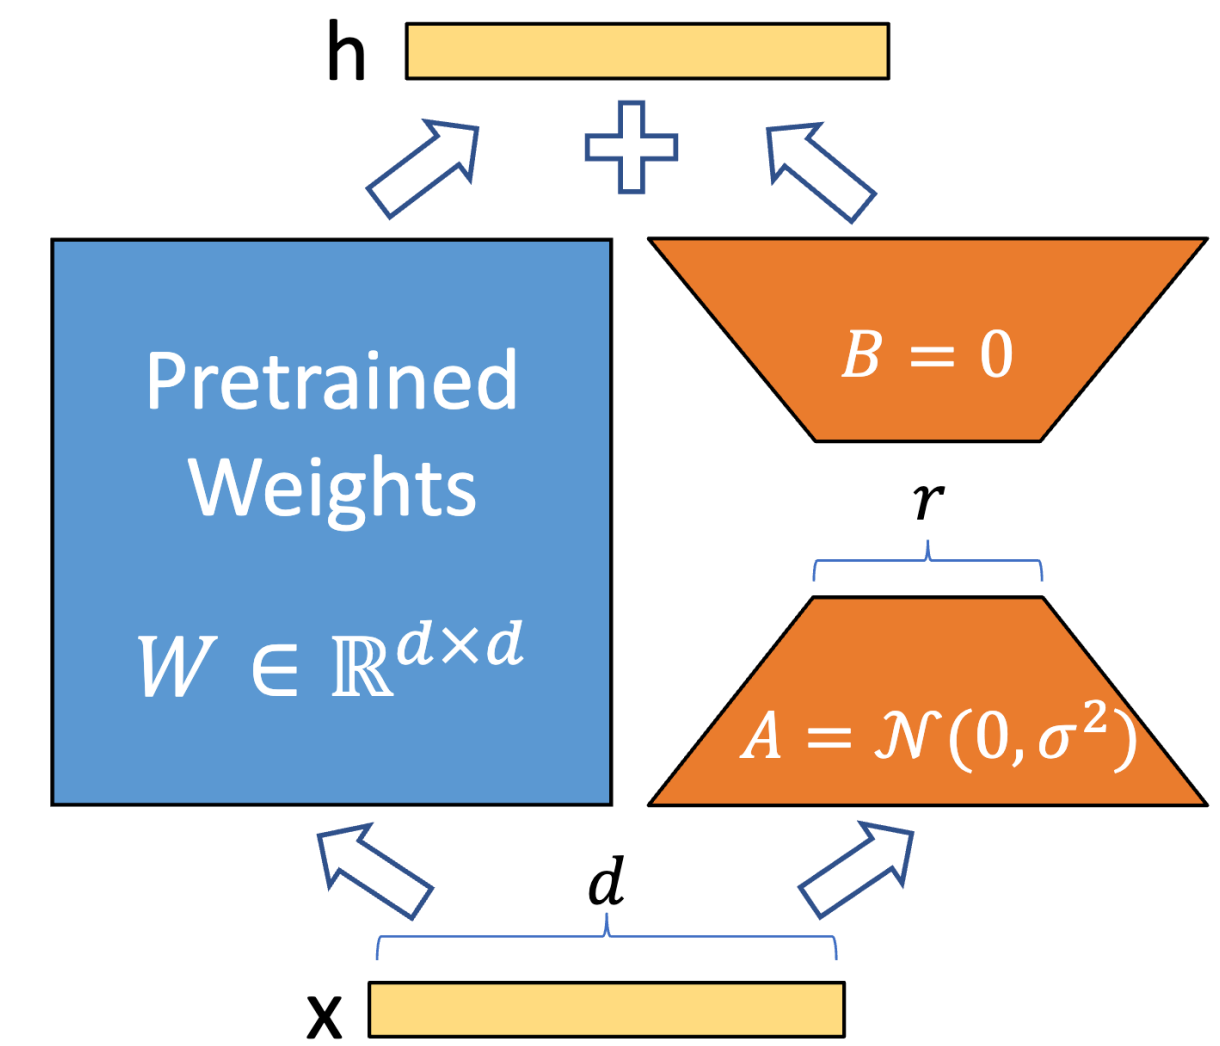 h
Pretrained
Weights
W ∈ ℝ^{d×d}
B = 0
r
A = 𝒩(0, σ²)
d
x